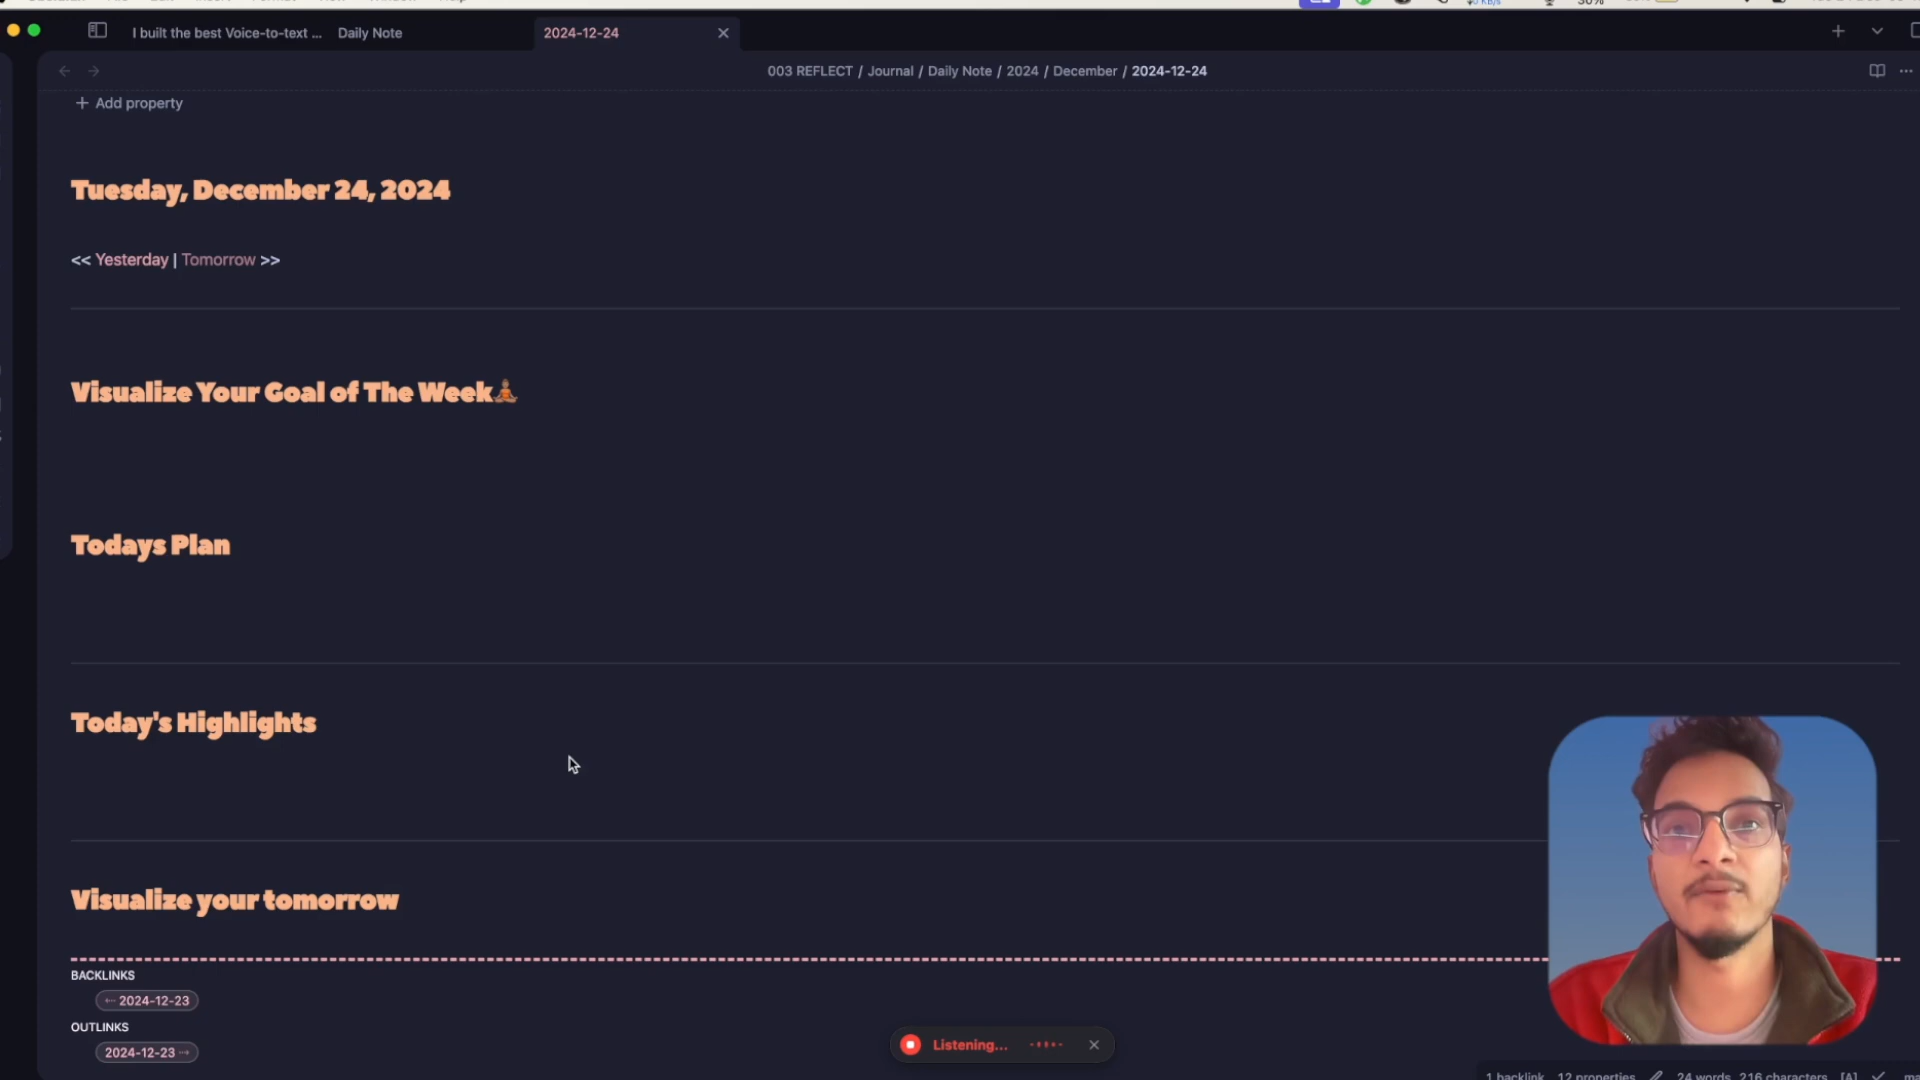 I built the best Voice-to-text ...
Daily Note
2024-12-24
003 REFLECT / Journal / Daily Note / 2024 / December / 2024-12-24
+ Add property
Tuesday, December 24, 2024
<< Yesterday | Tomorrow >>
Visualize Your Goal of The Week🧘🏾
Todays Plan
Today's Highlights
Visualize your tomorrow
BACKLINKS
2024-12-23
OUTLINKS
2024-12-23
Listening...
1 backlink 12 properties 24 words 216 characters [A]